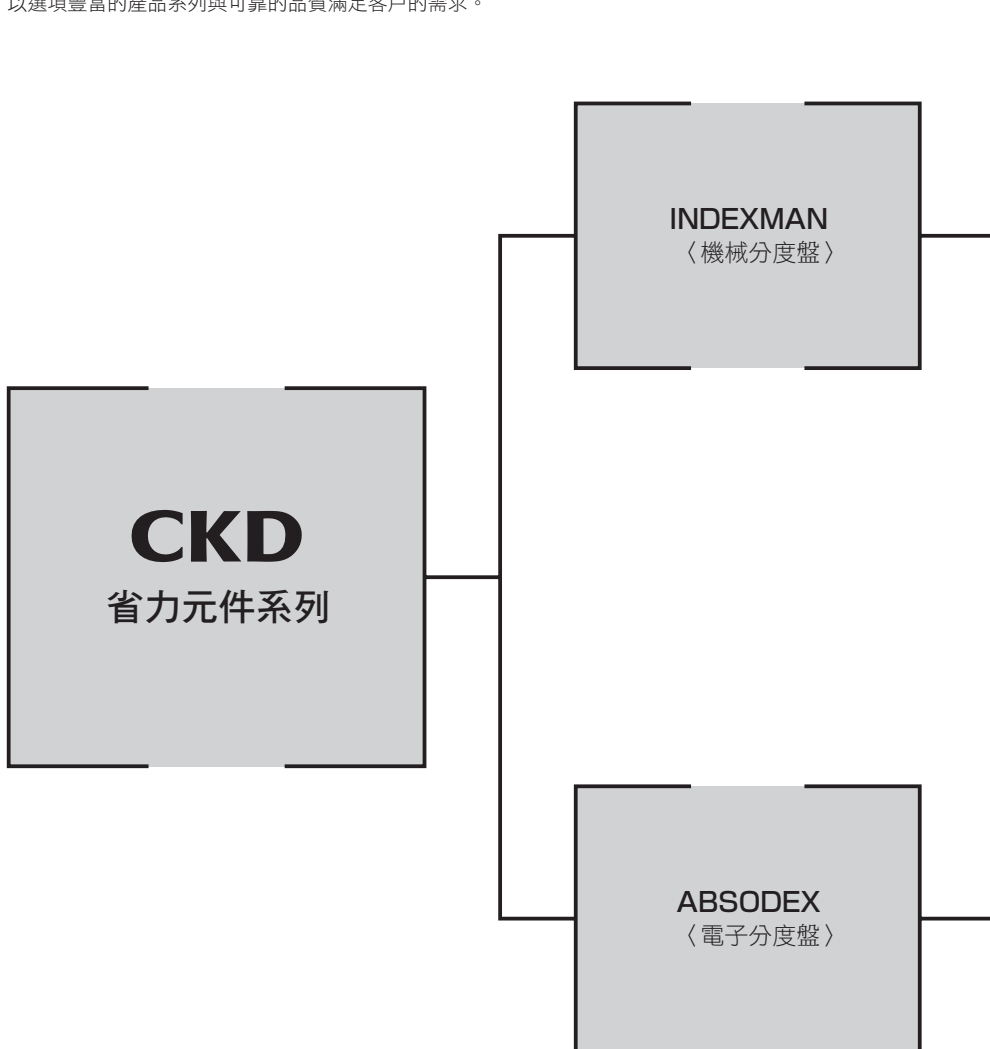 以選項豐富的產品系列與可靠的品質滿足客戶的需求。
INDEXMAN
〈機械分度盤〉
CKD
省力元件系列
ABSODEX
〈電子分度盤〉